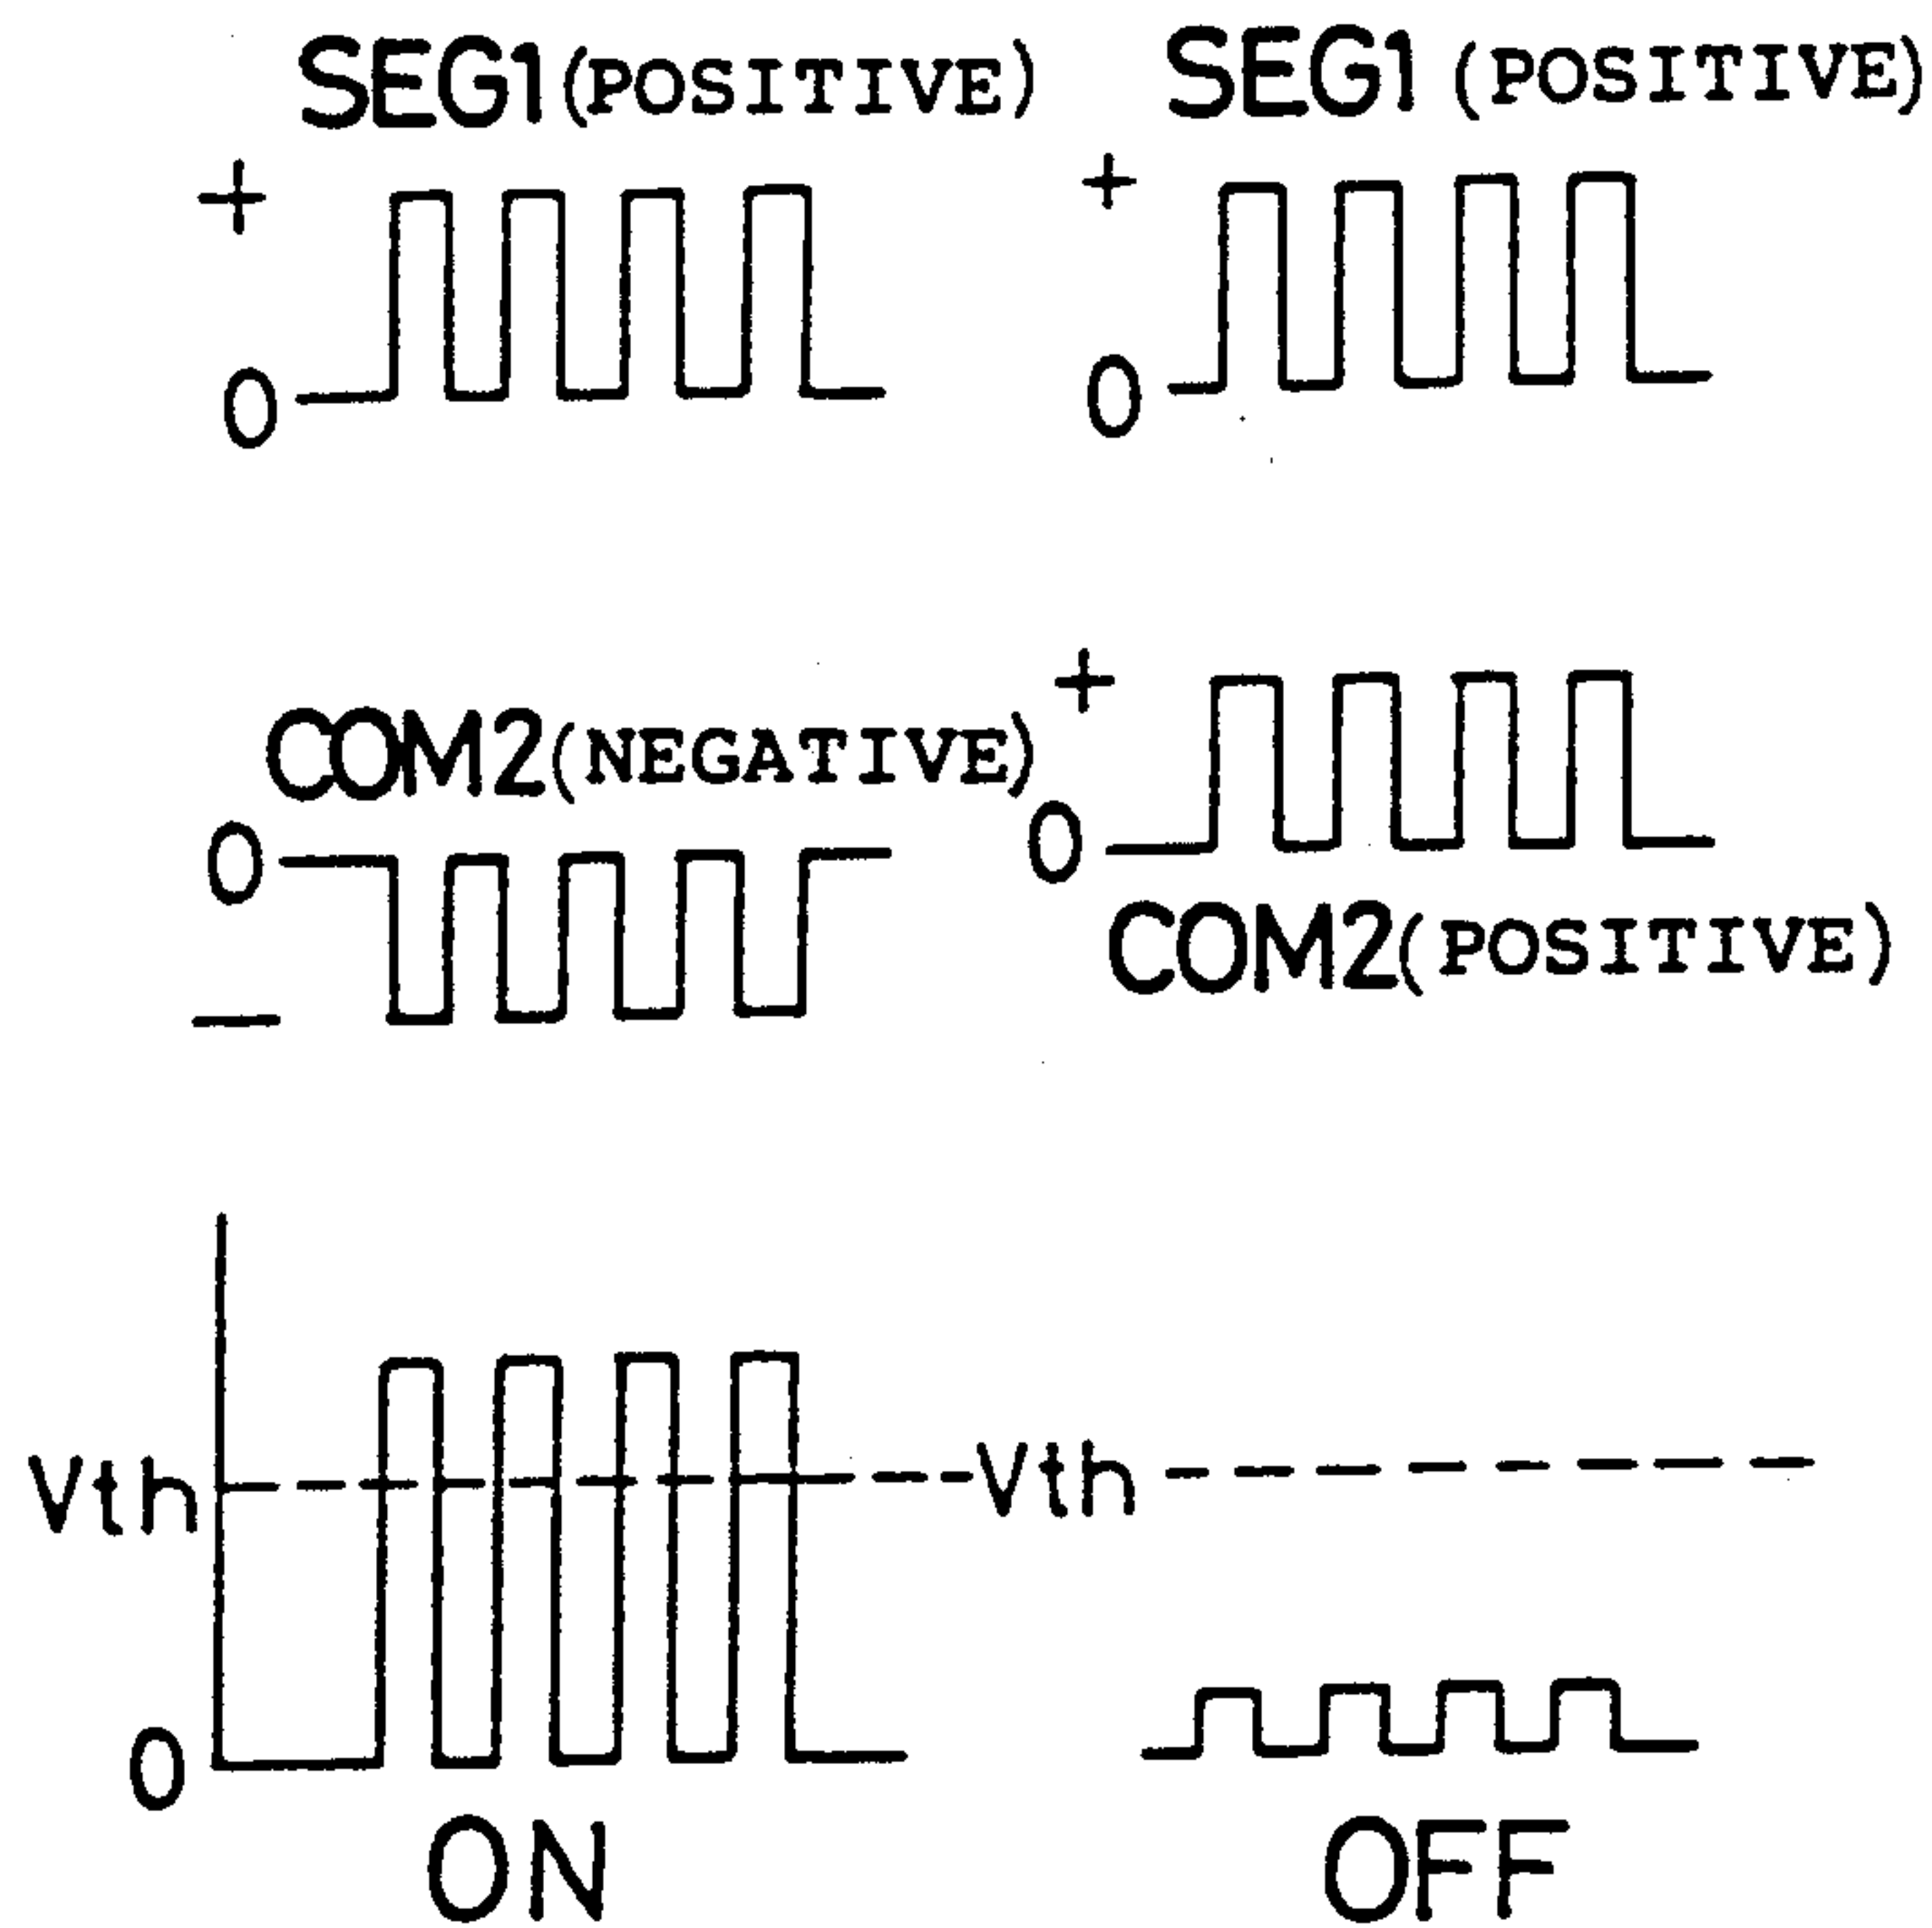 SEG1(POSITIVE)
SEG1 (POSITIVE)
+
0
+
0
COM2(NEGATIVE)
0
—
+
0
COM2(POSITIVE)
Vth
0
ON
Vth
OFF